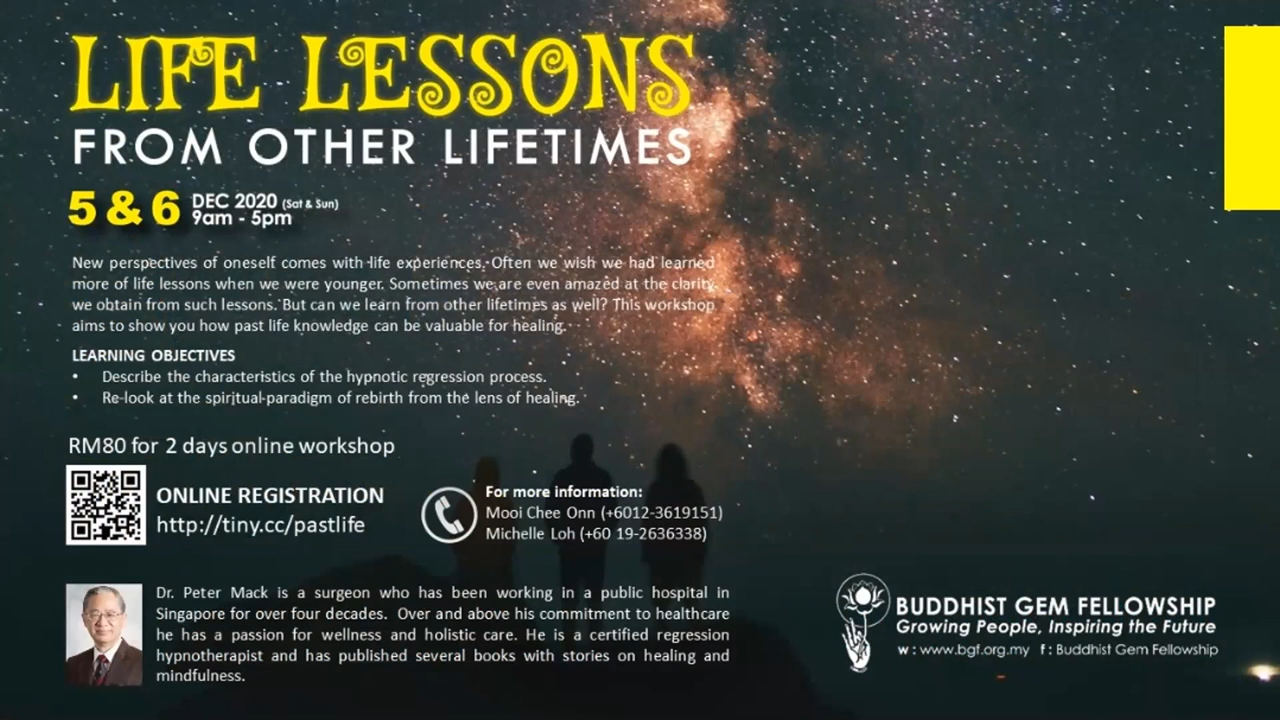 LIFE LESSONS
FROM OTHER LIFETIMES
5 & 6 DEC 2020 (Sat & Sun)
9am - 5pm
New perspectives of oneself comes with life experiences. Often we wish we had learned
more of life lessons when we were younger. Sometimes we are even amazed at the clarity
we obtain from such lessons. But can we learn from other lifetimes as well? This workshop
aims to show you how past life knowledge can be valuable for healing.
LEARNING OBJECTIVES
• Describe the characteristics of the hypnotic regression process.
• Re-look at the spiritual paradigm of rebirth from the lens of healing.
RM80 for 2 days online workshop
ONLINE REGISTRATION
http://tiny.cc/pastlife
For more information:
Mooi Chee Onn (+6012-3619151)
Michelle Loh (+60 19-2636338)
Dr. Peter Mack is a surgeon who has been working in a public hospital in
Singapore for over four decades. Over and above his commitment to healthcare
he has a passion for wellness and holistic care. He is a certified regression
hypnotherapist and has published several books with stories on healing and
mindfulness.
BUDDHIST GEM FELLOWSHIP
Growing People, Inspiring the Future
w : www.bgf.org.my f : Buddhist Gem Fellowship